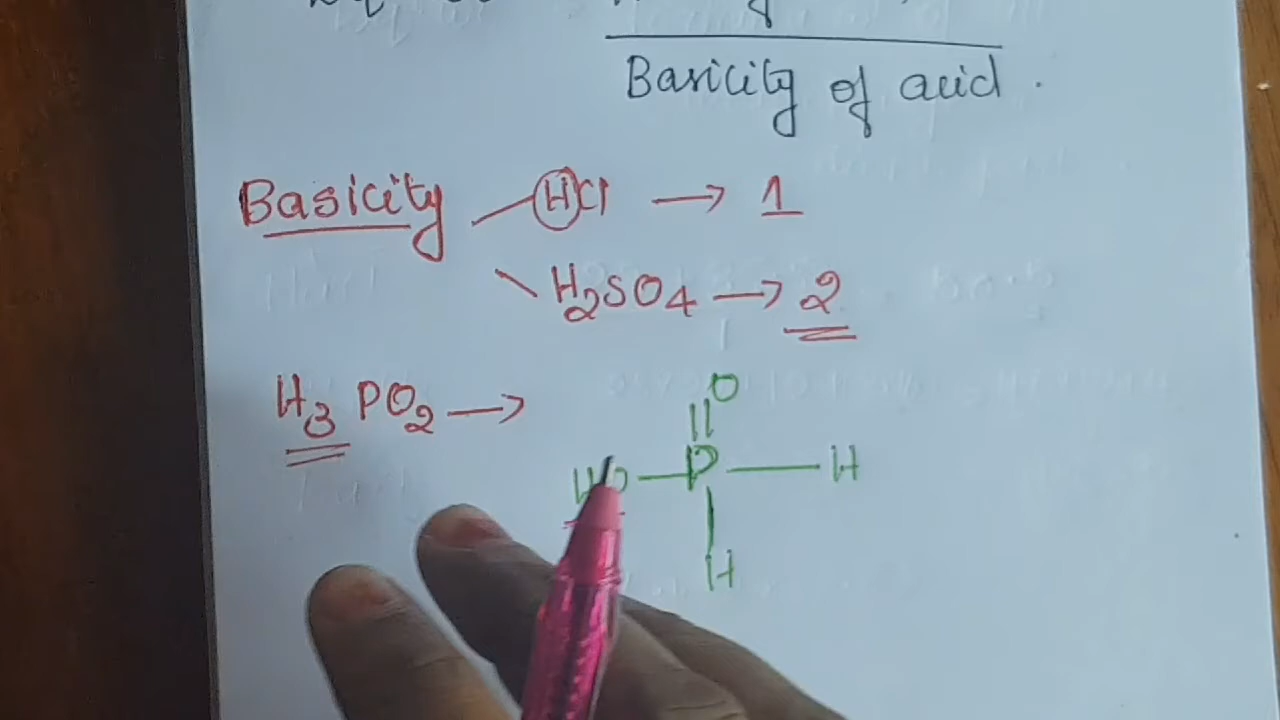 Basicity of acid.
Basicity HCl → 1
H2SO4 → 2
H3PO2 →
O
HO P H
H